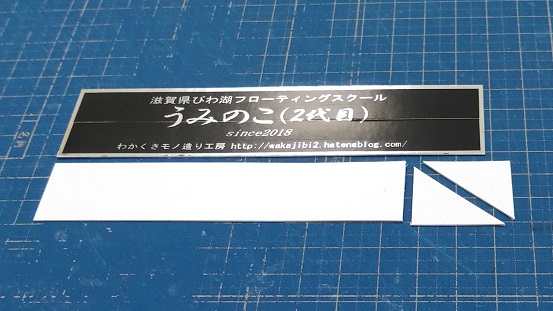 滋賀県びわ湖フローティングスクール
うみのこ(2代目)
since2018
わかくさモノ造り工房 http://wakajibi2.hatenablog.com/